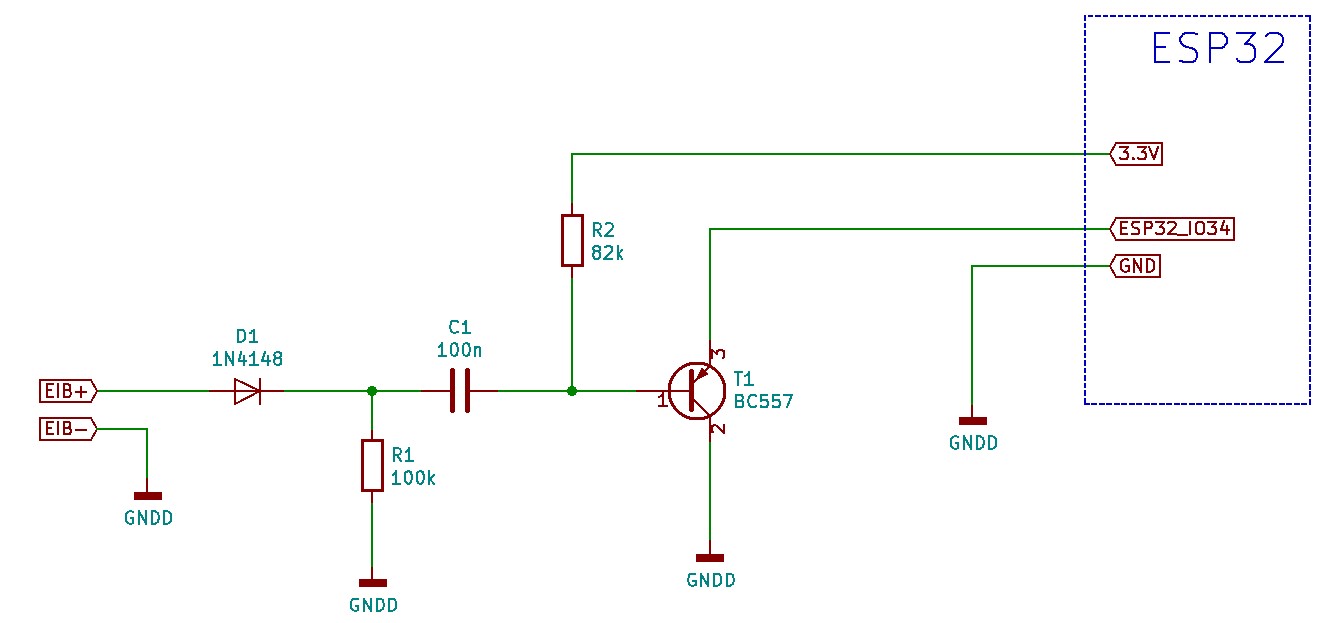 ESP32
3.3V
ESP32_IO34
GND
R2
82k
D1
1N4148
C1
100n
EIB+
EIB-
3
1
2
T1
BC557
R1
100k
GNDD
GNDD
GNDD
GNDD